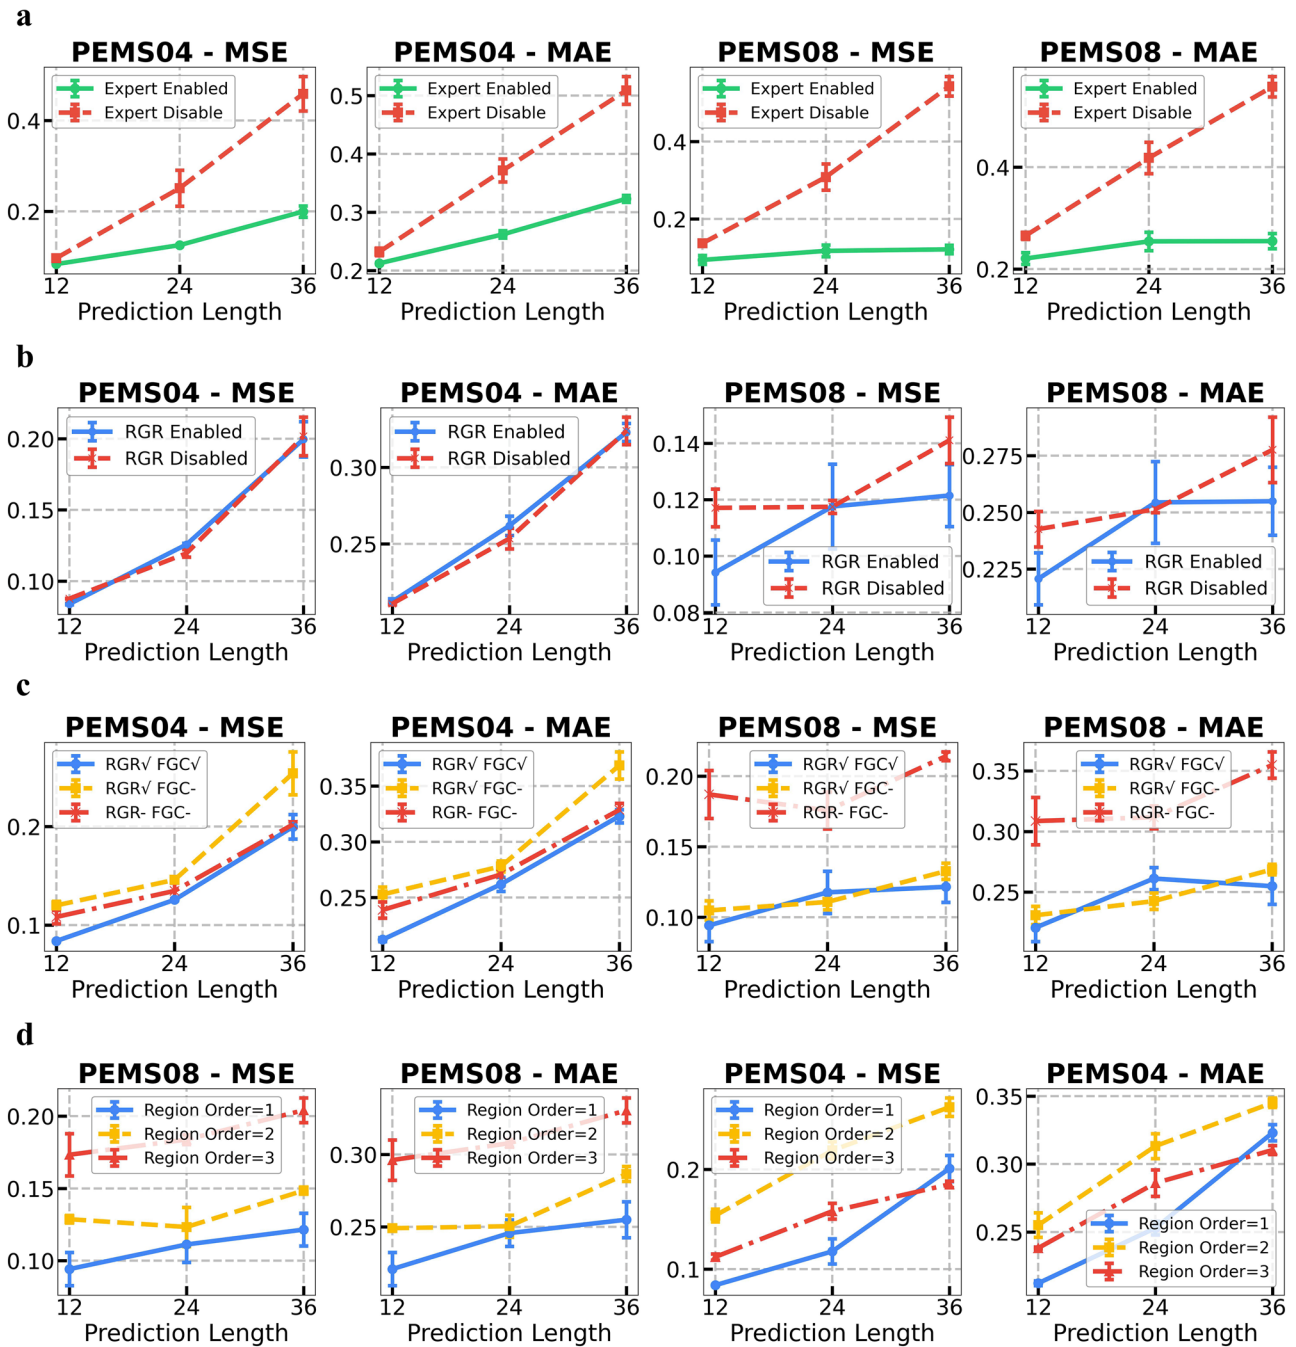 a
PEMS04 - MSE
Expert Enabled
Expert Disable
0.4
0.2
12
24
36
Prediction Length
PEMS04 - MAE
Expert Enabled
Expert Disable
0.5
0.4
0.3
0.2
12
24
36
Prediction Length
PEMS08 - MSE
Expert Enabled
Expert Disable
0.4
0.2
12
24
36
Prediction Length
PEMS08 - MAE
Expert Enabled
Expert Disable
0.4
0.2
12
24
36
Prediction Length
b
PEMS04 - MSE
RGR Enabled
RGR Disabled
0.20
0.15
0.10
12
24
36
Prediction Length
PEMS04 - MAE
RGR Enabled
RGR Disabled
0.30
0.25
12
24
36
Prediction Length
PEMS08 - MSE
0.14
0.12
0.10
0.08
RGR Enabled
RGR Disabled
12
24
36
Prediction Length
PEMS08 - MAE
0.275
0.250
0.225
RGR Enabled
RGR Disabled
12
24
36
Prediction Length
c
PEMS04 - MSE
RGR√ FGC√
RGR√ FGC-
RGR- FGC-
0.2
0.1
12
24
36
Prediction Length
PEMS04 - MAE
RGR√ FGC√
RGR√ FGC-
RGR- FGC-
0.35
0.30
0.25
12
24
36
Prediction Length
PEMS08 - MSE
RGR√ FGC√
RGR√ FGC-
RGR- FGC-
0.20
0.15
0.10
12
24
36
Prediction Length
PEMS08 - MAE
RGR√ FGC√
RGR√ FGC-
RGR- FGC-
0.35
0.30
0.25
12
24
36
Prediction Length
d
PEMS08 - MSE
Region Order=1
Region Order=2
Region Order=3
0.20
0.15
0.10
12
24
36
Prediction Length
PEMS08 - MAE
Region Order=1
Region Order=2
Region Order=3
0.30
0.25
12
24
36
Prediction Length
PEMS04 - MSE
Region Order=1
Region Order=2
Region Order=3
0.2
0.1
12
24
36
Prediction Length
PEMS04 - MAE
0.35
0.30
0.25
Region Order=1
Region Order=2
Region Order=3
12
24
36
Prediction Length